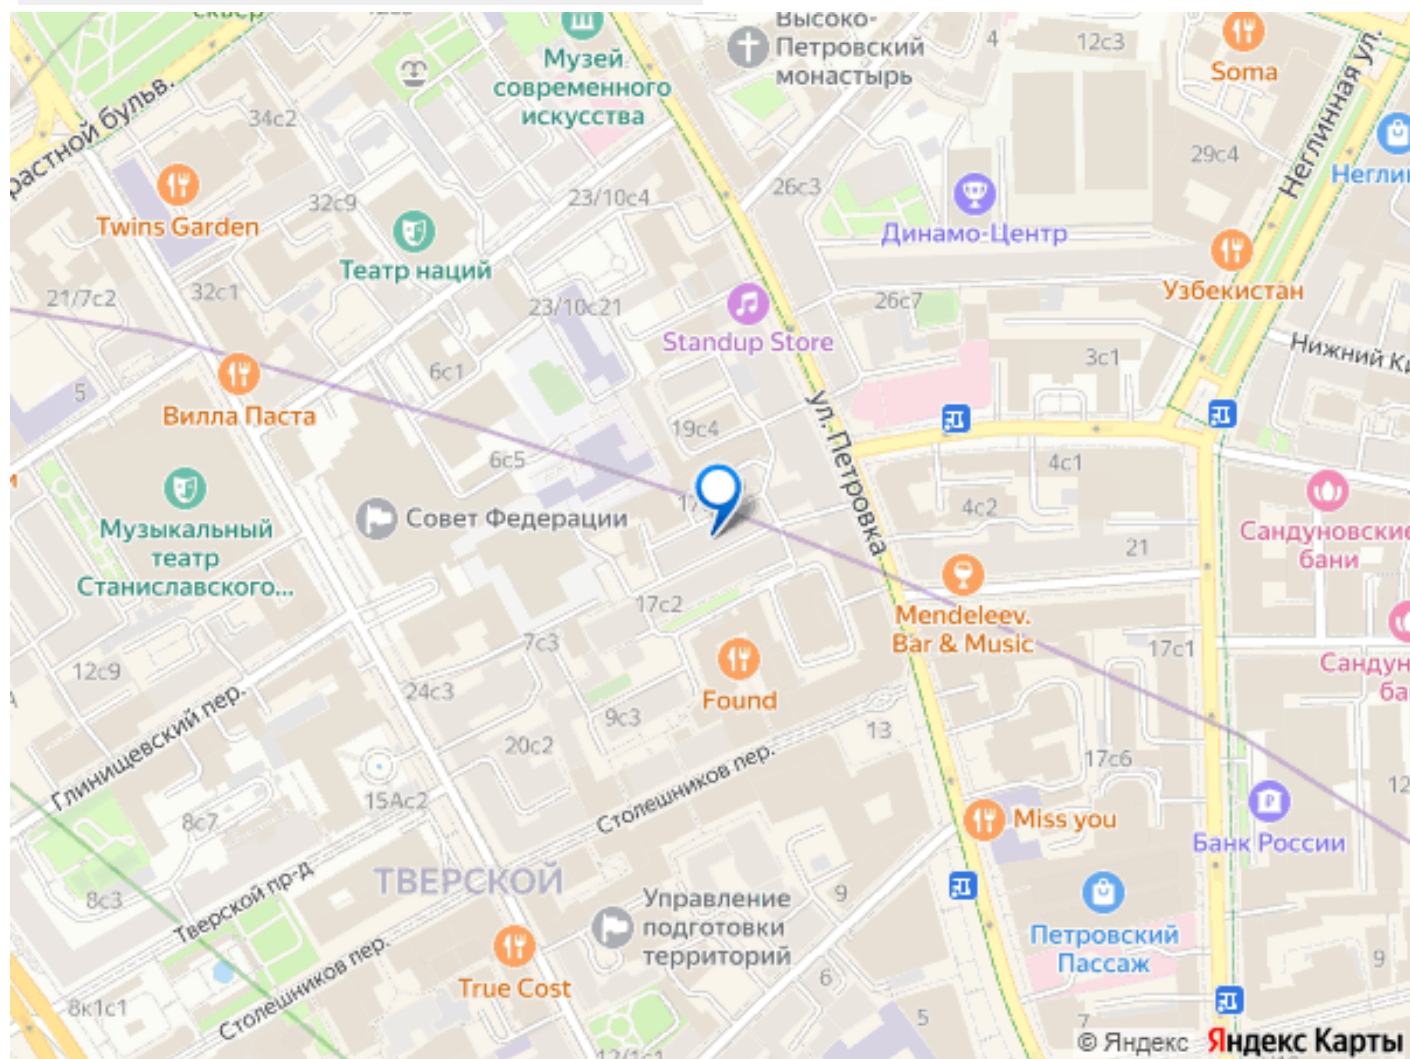 12с3
Высоко-
Петровский
монастырь
4
12с3
Soma
Неглинная ул.
Музей
современного
искусства
34с2
29с4
Twins Garden
32с9
23/10с4
26с3
Динамо-Центр
Театр наций
21/7с2
32с1
23/10с21
26с7
Узбекистан
Standup Store
6с1
3с1
5
Вилла Паста
ул. Петровка
19с4
6с5
4с1
4с2
Совет Федерации
Музыкальный
театр
Станиславского...
21
Сандуновские
бани
17с2
Mendeleev.
Bar & Music
7с3
17с1
12с9
24с3
Found
9с3
13
20с2
17с6
Глинищевский пер.
Столешников пер.
15Ас2
8с7
Miss you
Банк России
ТВЕРСКОЙ
8с3
Тверской пр-д
Управление
подготовки
территорий
9
Петровский
Пассаж
True Cost
Столешников пер.
6
9
8к1с1
5
7
12/1с1
© Яндекс Яндекс Карты